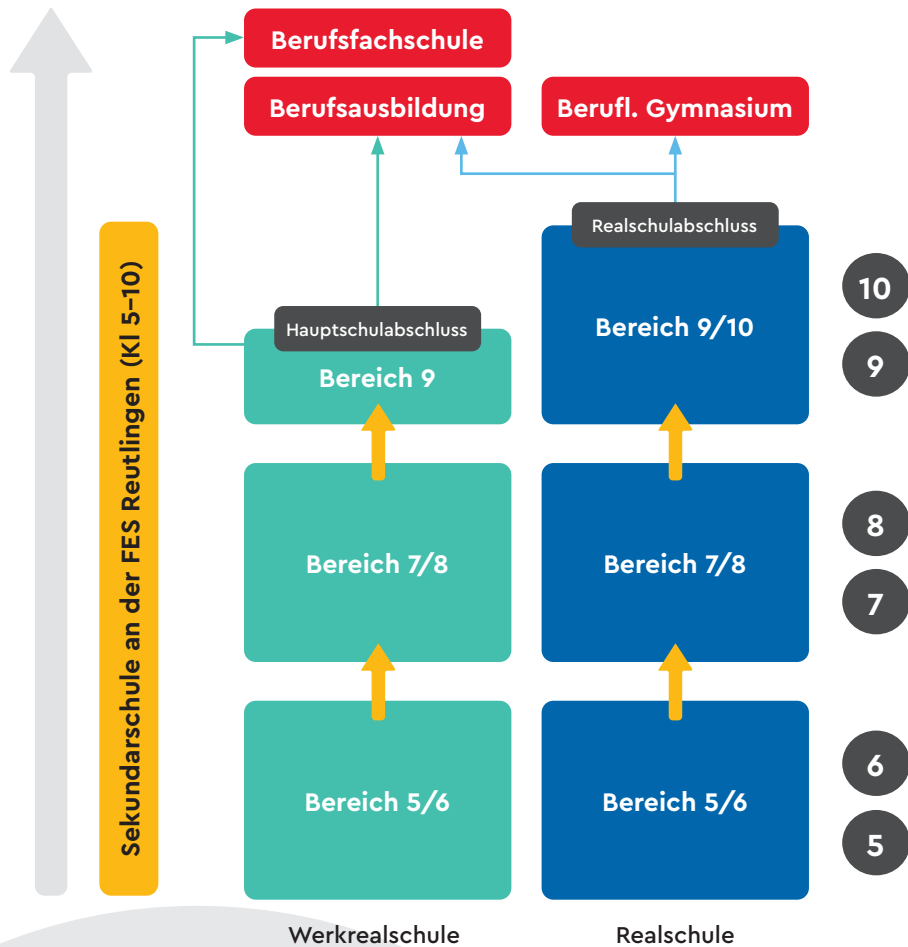 Berufsfachschule
Berufsausbildung
Berufl. Gymnasium
Sekundarschule an der FES Reutlingen (Kl 5–10)
Realschulabschluss
Hauptschulabschluss
Bereich 9
Bereich 9/10
10
9
Bereich 7/8
Bereich 7/8
8
7
Bereich 5/6
Bereich 5/6
6
5
Werkrealschule
Realschule